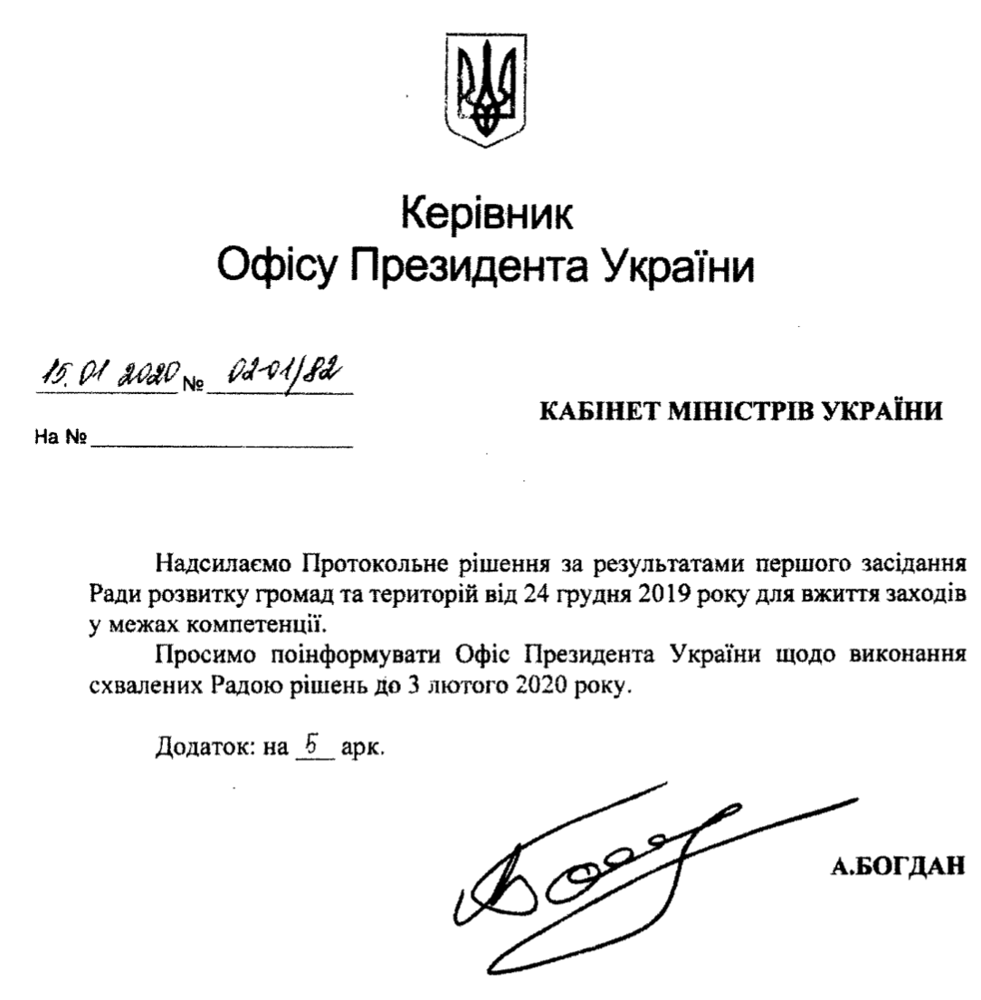 Керівник
Офісу Президента України
15.01 2020 № 02-01/82
КАБІНЕТ МІНІСТРІВ УКРАЇНИ
На №
Надсилаємо Протокольне рішення за результатами першого засідання
Ради розвитку громад та територій від 24 грудня 2019 року для вжиття заходів
у межах компетенції.
Просимо поінформувати Офіс Президента України щодо виконання
схвалених Радою рішень до 3 лютого 2020 року.
Додаток: на 5 арк.
А.БОГДАН